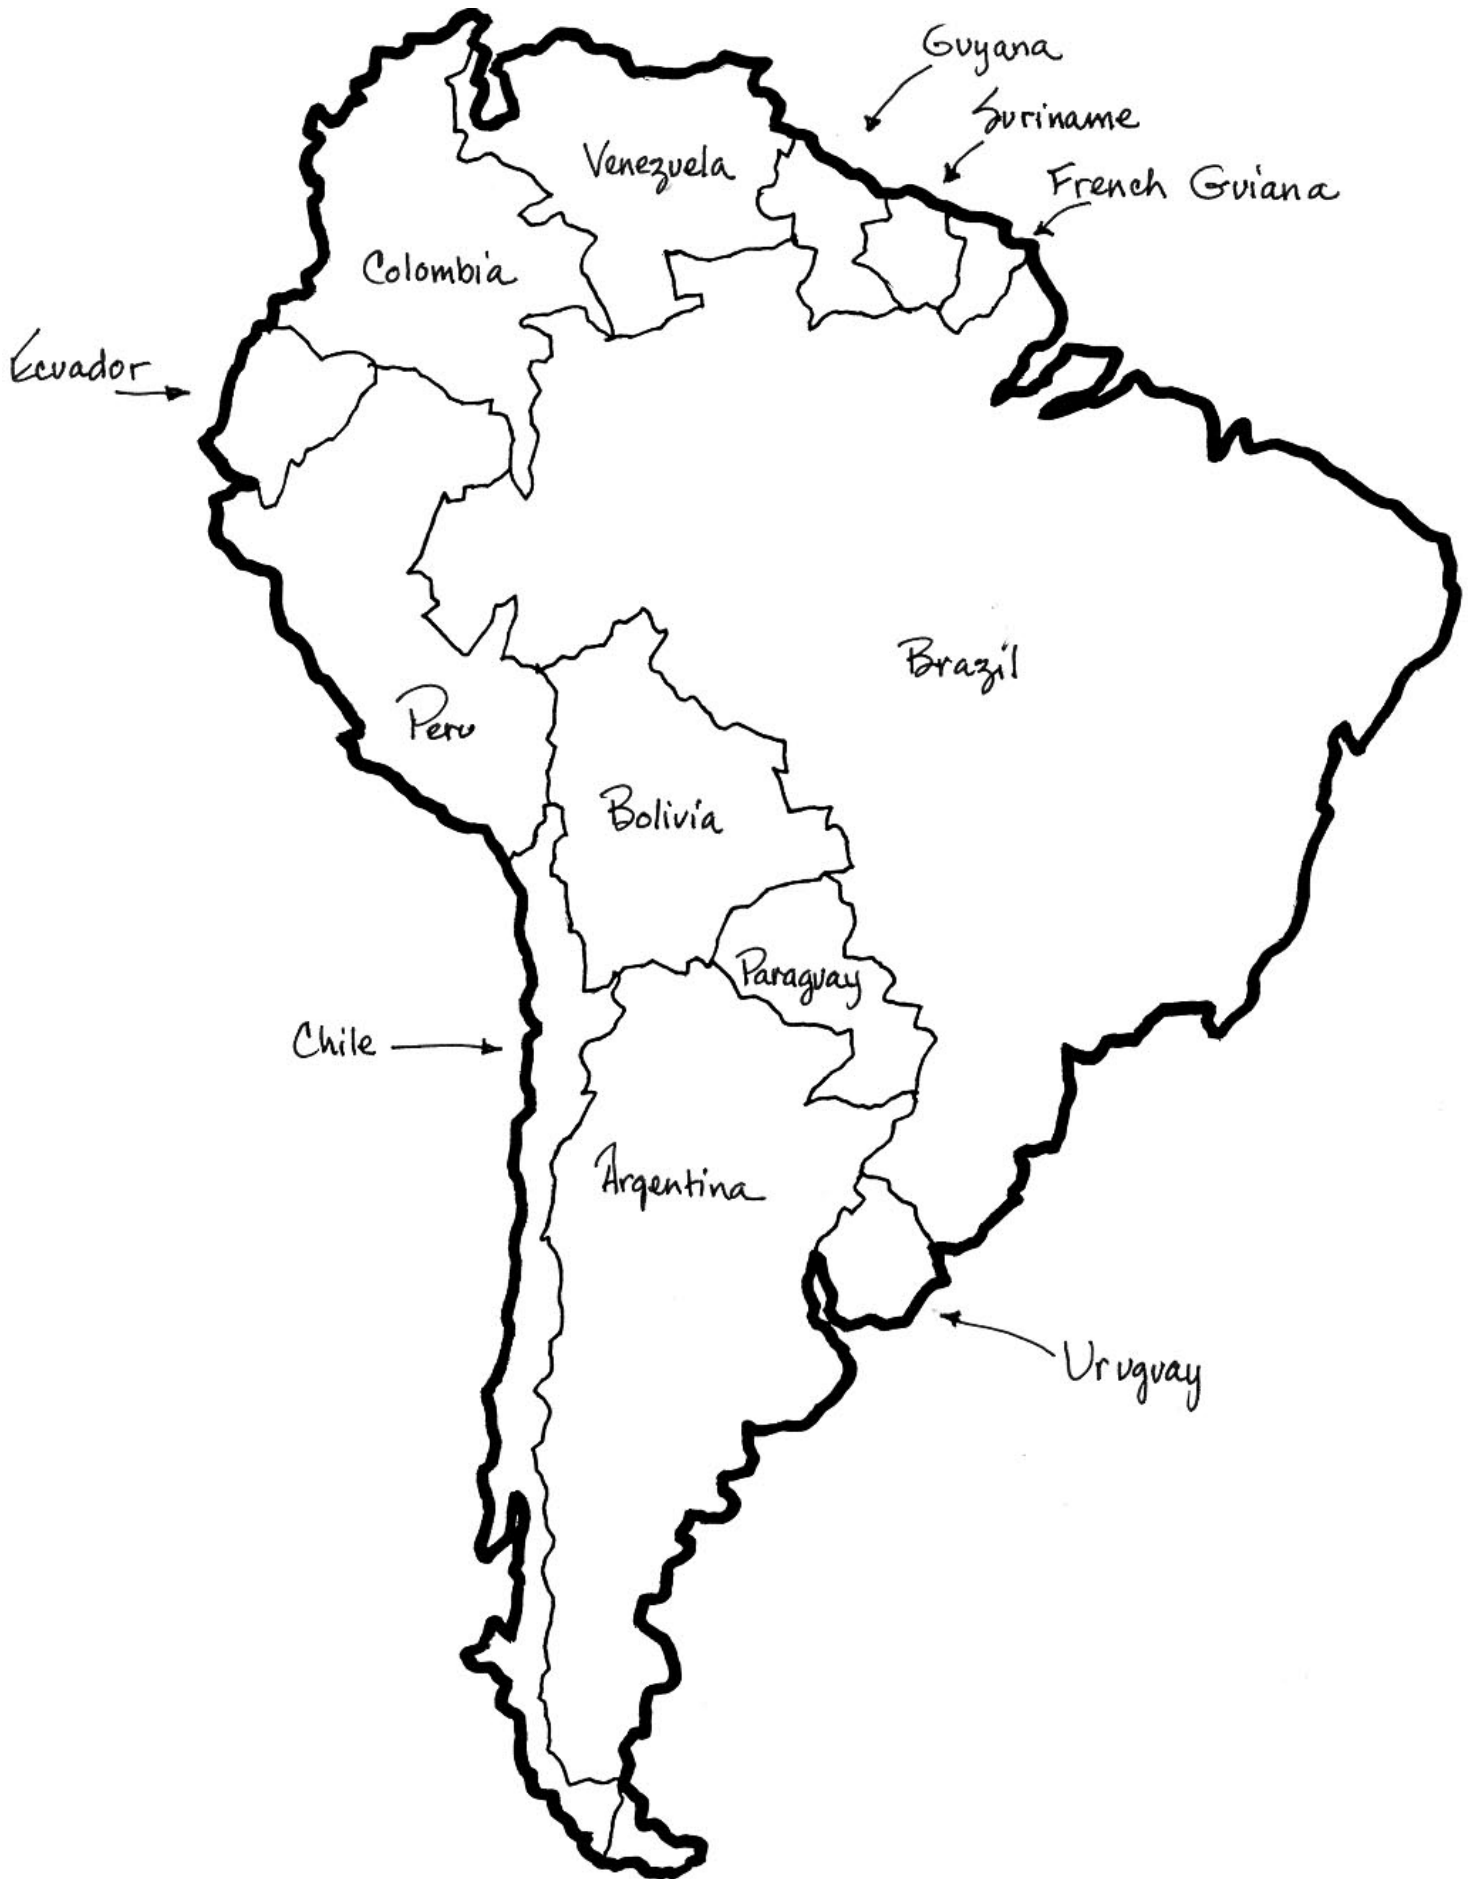 Guyana
Suriname
Venezuela
French Guiana
Colombia
Ecuador
Brazil
Peru
Bolivia
Paraguay
Chile
Argentina
Uruguay